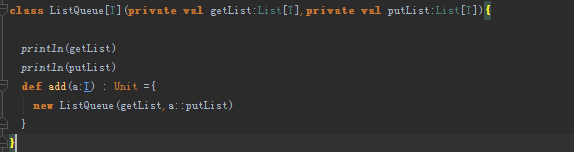 class ListQueue[T](private val getList:List[T],private val putList:List[T]){
println(getList)
println(putList)
def add(a:T) : Unit ={
new ListQueue(getList,a::putList)
}
}